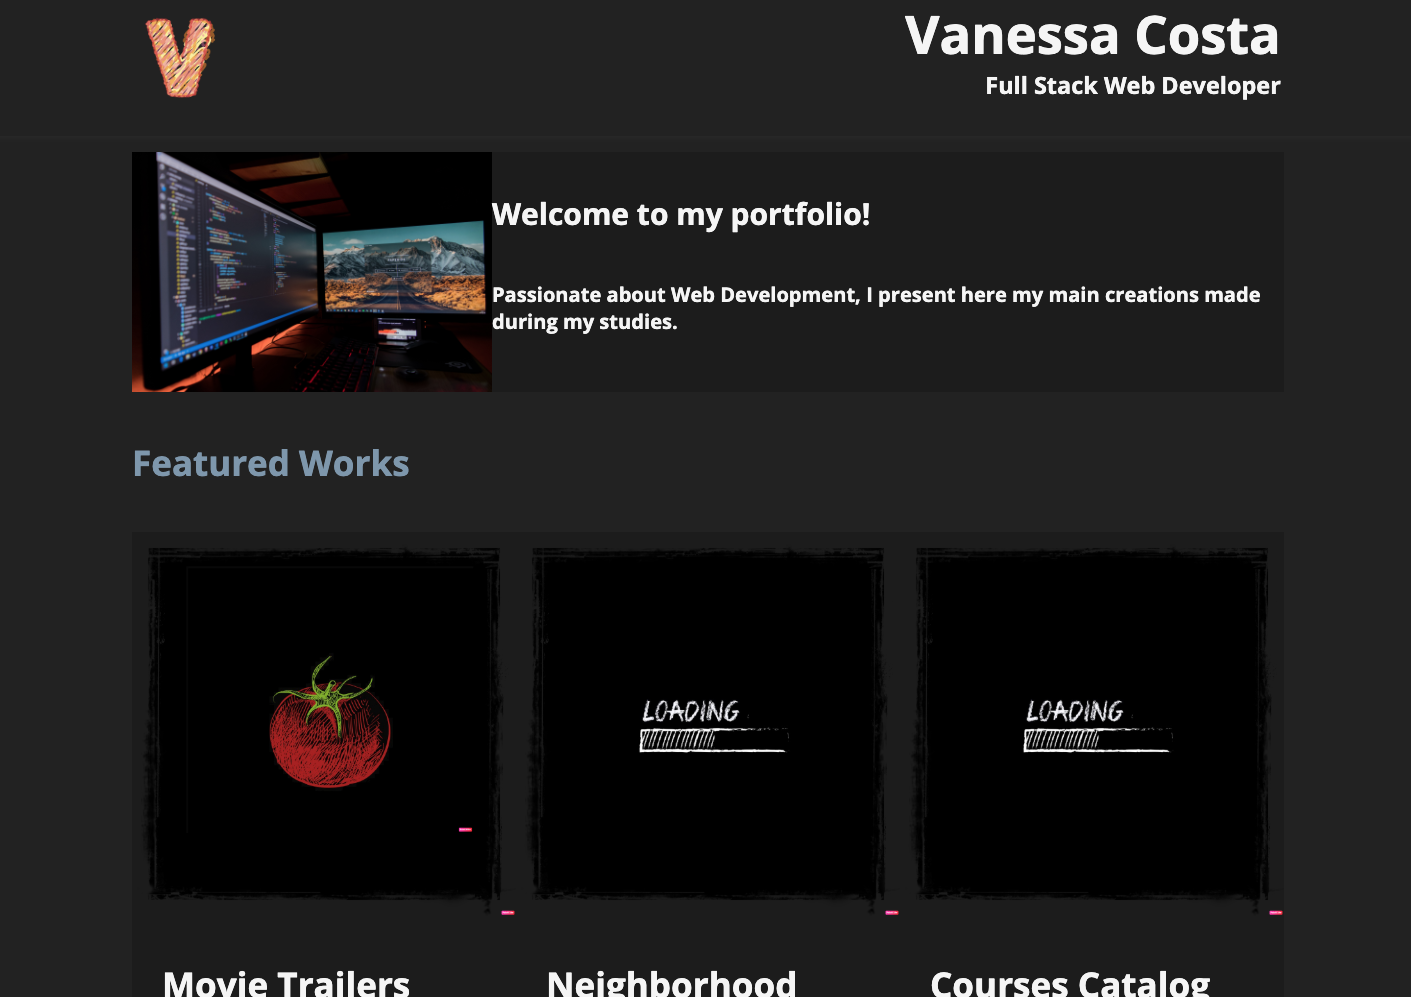 V
Vanessa Costa
Full Stack Web Developer
Welcome to my portfolio!
Passionate about Web Development, I present here my main creations made
during my studies.
Featured Works
LOADING
LOADING
Movie Trailers
Neighborhood
Courses Catalog